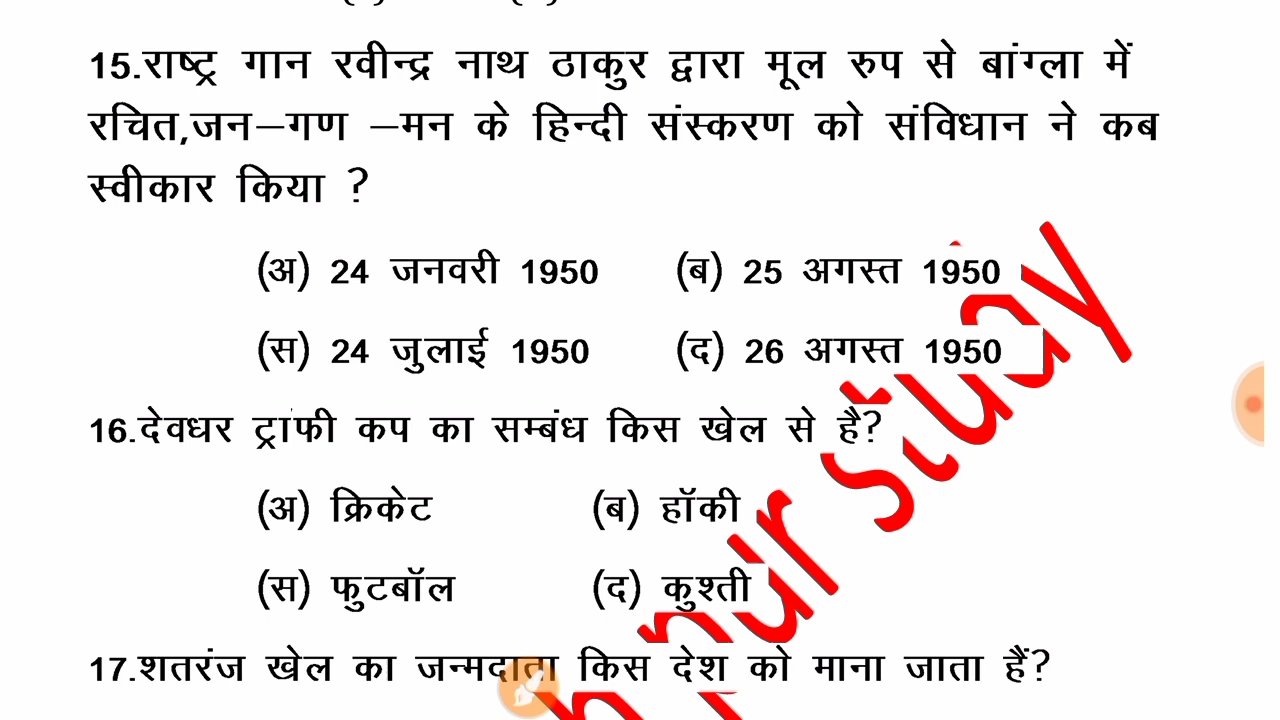 15.राष्ट्र गान रवीन्द्र नाथ ठाकुर द्वारा मूल रुप से बांग्ला में
रचित,जन–गण –मन के हिन्दी संस्करण को संविधान ने कब
स्वीकार किया ?
(अ) 24 जनवरी 1950 (ब) 25 अगस्त 1950
(स) 24 जुलाई 1950 (द) 26 अगस्त 1950
16.देवधर ट्रांफी कप का सम्बंध किस खेल से है?
(अ) क्रिकेट (ब) हॉकी
(स) फुटबॉल (द) कुश्ती
17.शतरंज खेल का जन्मदाता किस देश को माना जाता हैं?
study